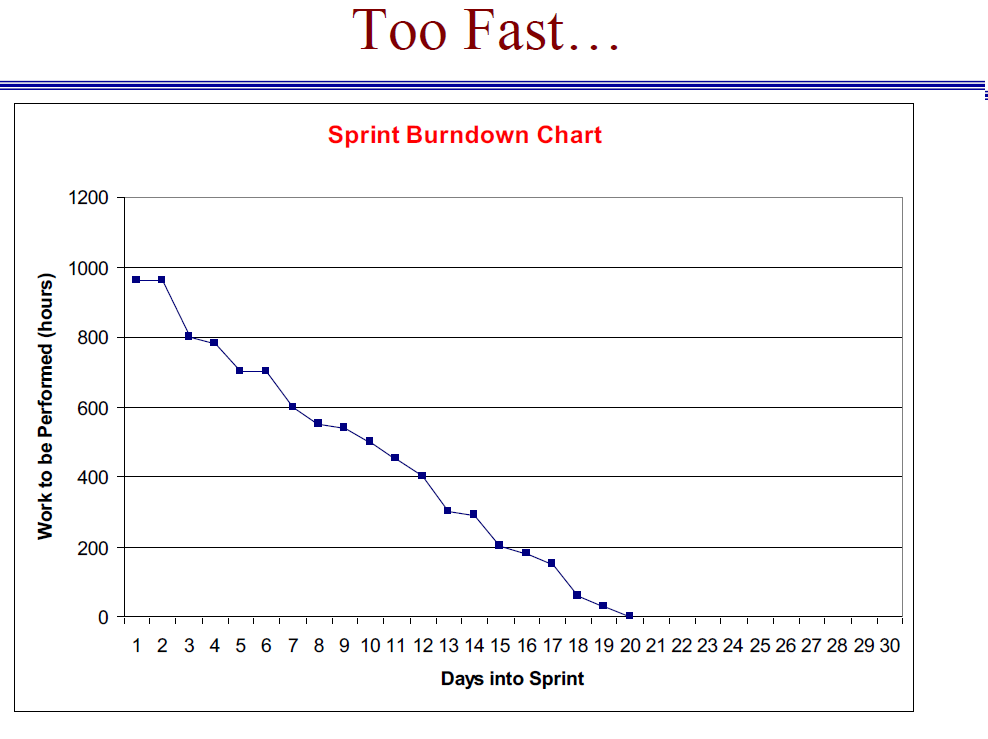 Too Fast…
Sprint Burndown Chart
1200
1000
800
600
400
200
0
Work to be Performed (hours)
1 2 3 4 5 6 7 8 9 10 11 12 13 14 15 16 17 18 19 20 21 22 23 24 25 26 27 28 29 30
Days into Sprint